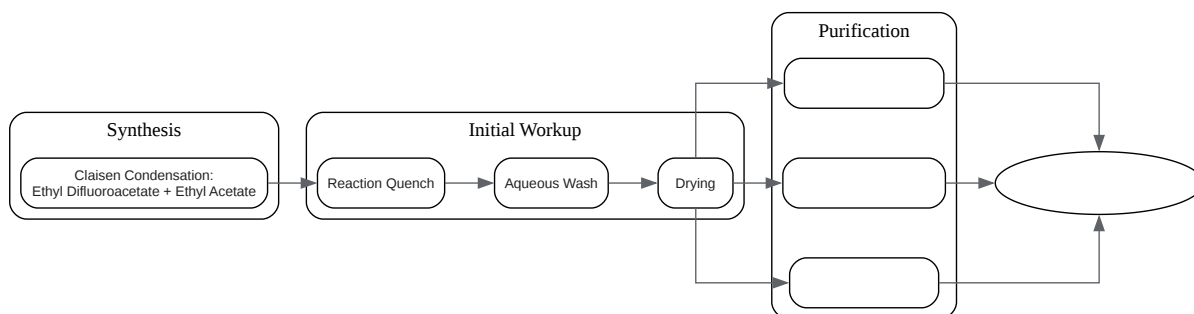 Purification
Synthesis
Initial Workup
Claisen Condensation:
Ethyl Difluoroacetate + Ethyl Acetate
Reaction Quench
Aqueous Wash
Drying